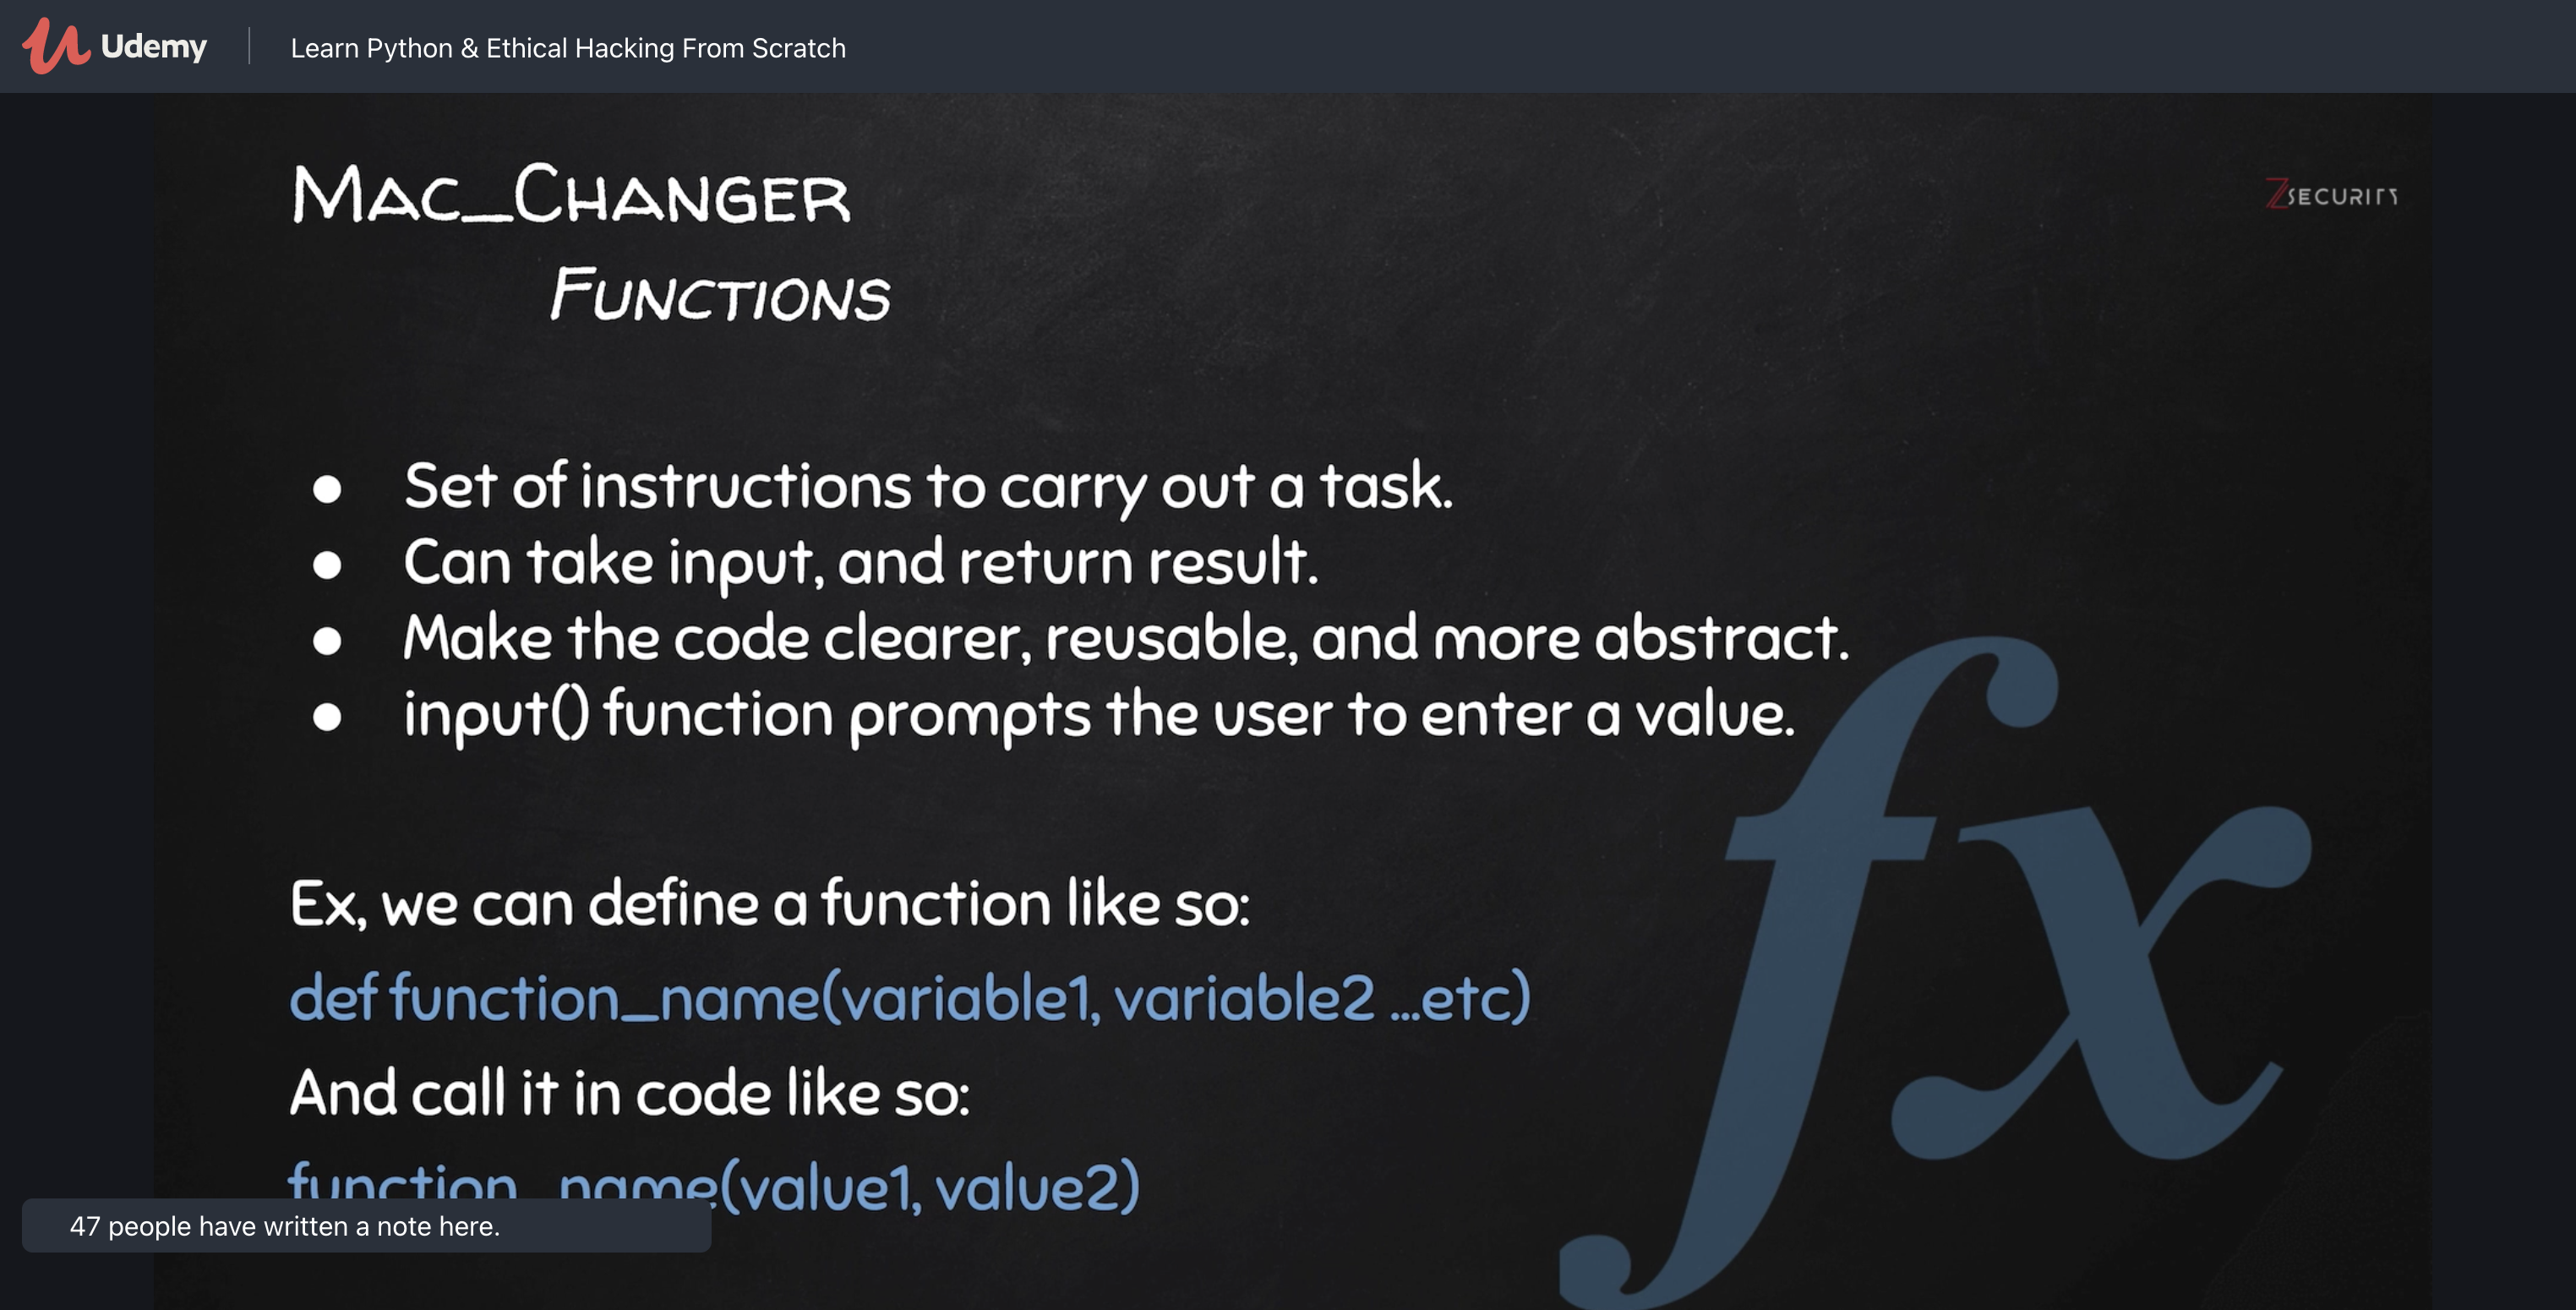 Udemy
Learn Python & Ethical Hacking From Scratch
Mac_Changer
ZSECURITY
Functions
● Set of instructions to carry out a task.
● Can take input, and return result.
● Make the code clearer, reusable, and more abstract.
● input() function prompts the user to enter a value.
fx
Ex, we can define a function like so:
def function_name(variable1, variable2 ...etc)
And call it in code like so:
function_name(value1, value2)
47 people have written a note here.